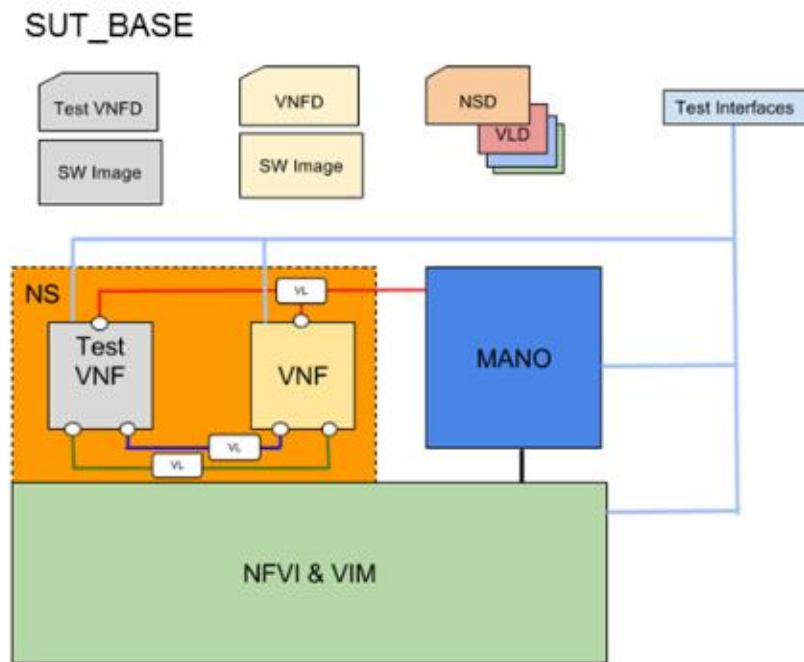 SUT_BASE
Test VNFD
VNFD
NSD
Test Interfaces
VLD
SW Image
SW Image
NS
VL
Test
VNF
VNF
MANO
VL
VL
NFVI & VIM